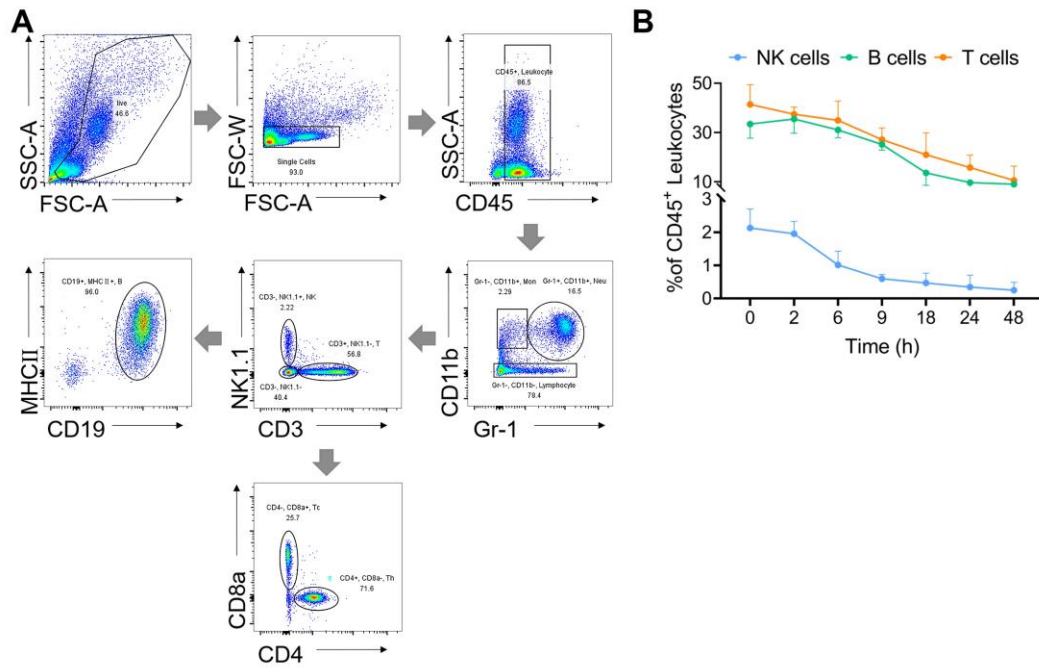 A
SSC-A
live
46.6
FSC-A
FSC-W
Single Cells
93.0
FSC-A
SSC-A
CD45+, Leukocyte
86.5
CD45
MHCII
CD19+, MHC II+, B
96.0
CD19
NK1.1
CD3-, NK1.1+, NK
2.22
CD3+, NK1.1-, T
56.8
CD3-, NK1.1-
40.4
CD3
CD11b
Gr-1-, CD11b+, Mon
2.29
Gr-1+, CD11b+, Neu
16.5
Gr-1-, CD11b-, Lymphocyte
78.4
Gr-1
CD8a
CD4-, CD8a+, Tc
25.7
CD4+, CD8a-, Th
71.6
CD4
B
NK cells B cells T cells
%of CD45+ Leukocytes
50
30
10
3
2
1
0
0 2 6 9 18 24 48
Time (h)